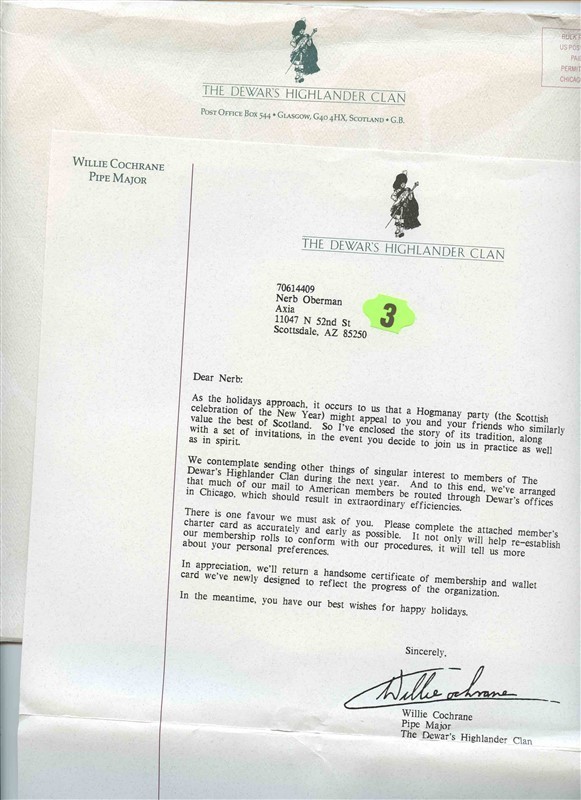 THE DEWAR'S HIGHLANDER CLAN
POST OFFICE BOX 544 • GLASGOW, G40 4HX, SCOTLAND • G.B.
US POS
PAI
PERMIT
CHICAG
WILLIE COCHRANE
PIPE MAJOR
THE DEWAR'S HIGHLANDER CLAN
70614409
Nerb Oberman
Axia
11047 N 52nd St
Scottsdale, AZ 85250
3
Dear Nerb:
As the holidays approach, it occurs to us that a Hogmanay party (the Scottish
celebration of the New Year) might appeal to you and your friends who similarly
value the best of Scotland. So I've enclosed the story of its tradition, along
with a set of invitations, in the event you decide to join us in practice as well
as in spirit.
We contemplate sending other things of singular interest to members of The
Dewar's Highlander Clan during the next year. And to this end, we've arranged
that much of our mail to American members be routed through Dewar's offices
in Chicago, which should result in extraordinary efficiencies.
There is one favour we must ask of you. Please complete the attached member's
charter card as accurately and early as possible. It not only will help re-establish
our membership rolls to conform with our procedures, it will tell us more
about your personal preferences.
In appreciation, we'll return a handsome certificate of membership and wallet
card we've newly designed to reflect the progress of the organization.
In the meantime, you have our best wishes for happy holidays.
Sincerely,
Willie Cochrane
Willie Cochrane
Pipe Major
The Dewar's Highlander Clan